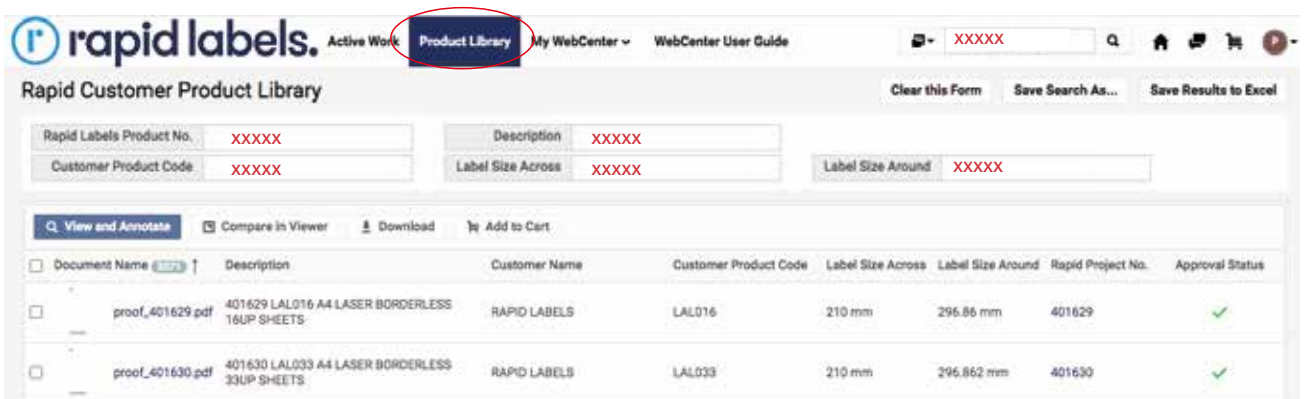 rapid labels. Active Work Product Library My WebCenter WebCenter User Guide XXXXX P
Rapid Customer Product Library Clear this Form Save Search As... Save Results to Excel
Rapid Labels Product No. XXXXX Description XXXXX
Customer Product Code XXXXX Label Size Across XXXXX Label Size Around XXXXX
View and Annotate Compare in Viewer Download Add to Cart
Document Name Description Customer Name Customer Product Code Label Size Across Label Size Around Rapid Project No. Approval Status
proof_401629.pdf 401629 LAL016 A4 LASER BORDERLESS RAPID LABELS LAL016 210 mm 296.86 mm 401629
16UP SHEETS
proof_401630.pdf 401630 LAL033 A4 LASER BORDERLESS RAPID LABELS LAL033 210 mm 296.862 mm 401630
33UP SHEETS